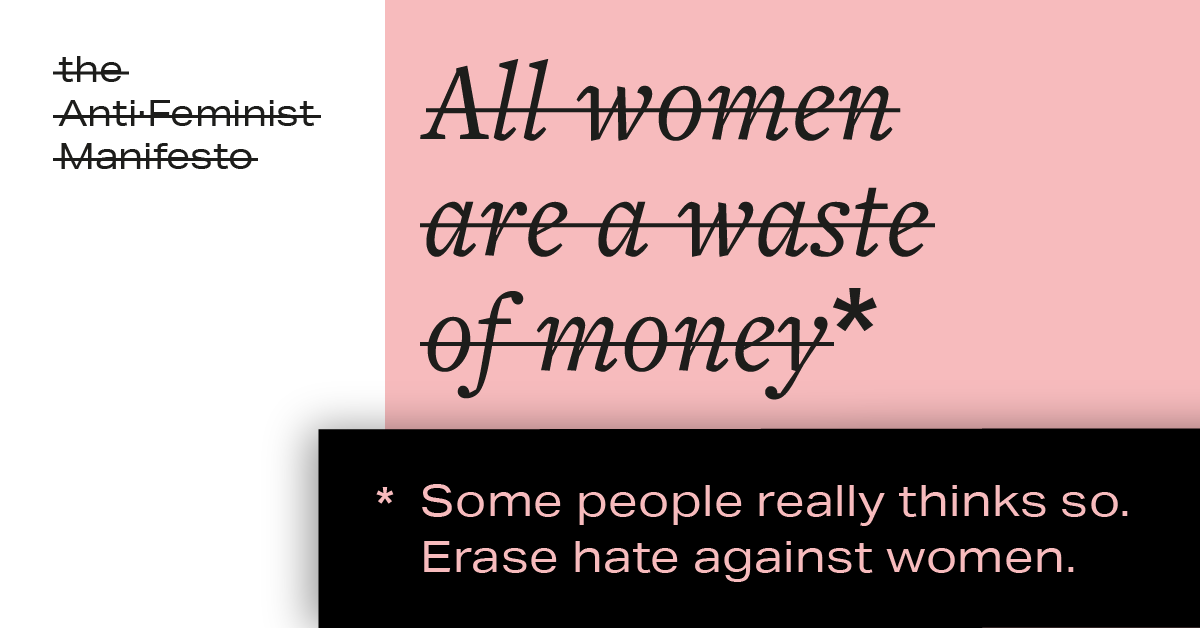 the
Anti-Feminist
Manifesto
All women
are a waste
of money*
* Some people really thinks so.
Erase hate against women.